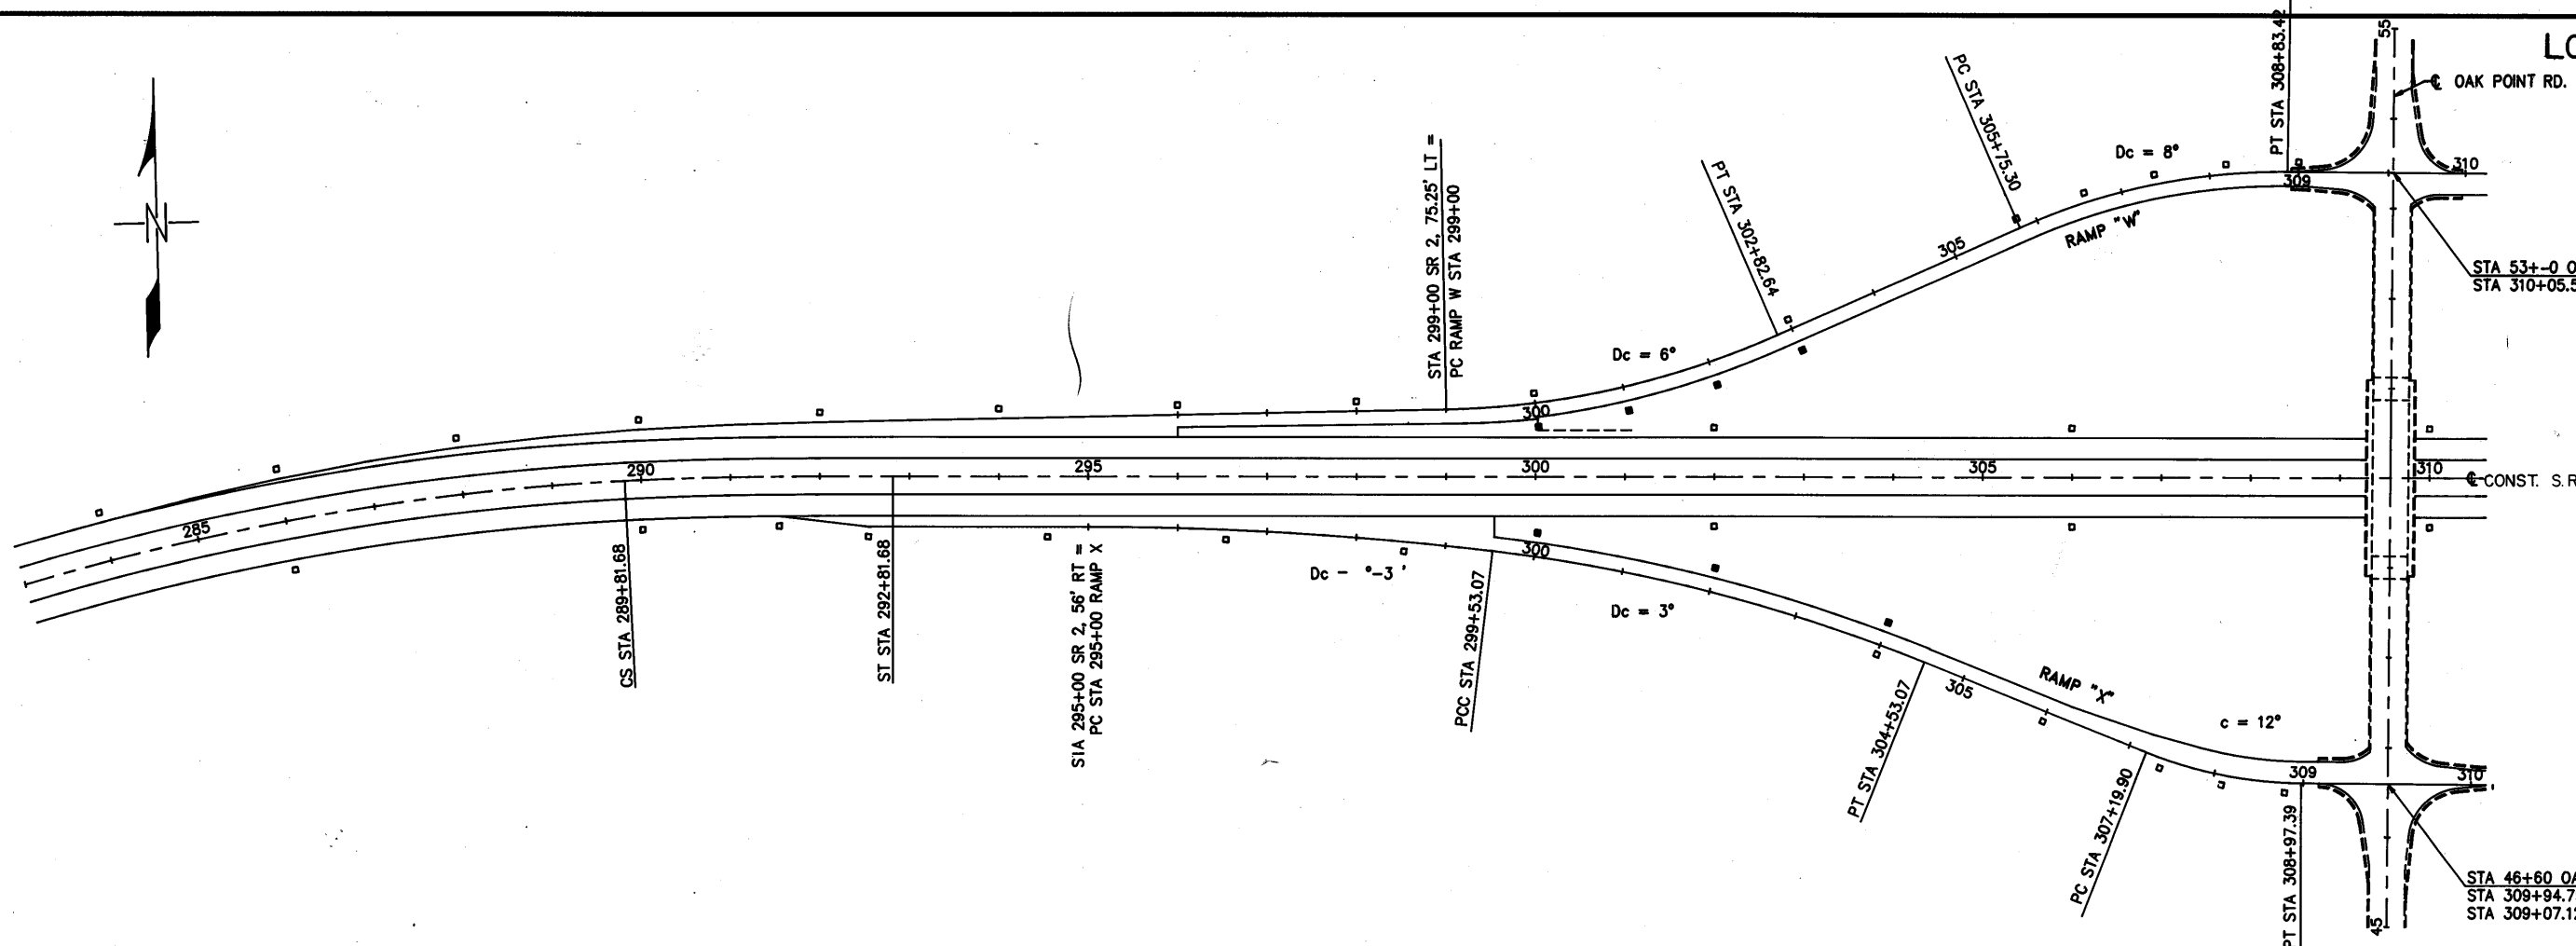 LO
PT STA 308+83.42
55
℄ OAK POINT RD.
PC STA 305+75.30
Dc = 8°
310
309
PT STA 302+82.64
STA 299+00 SR 2, 75.25' LT =
PC RAMP W STA 299+00
305
RAMP "W"
STA 53+-0 O
STA 310+05.5
Dc = 6°
300
N
285
290
295
300
305
310
℄ CONST. S.R
CS STA 289+81.68
ST STA 292+81.68
STA 295+00 SR 2, 56' RT =
PC STA 295+00 RAMP X
Dc - °-3 '
300
PCC STA 299+53.07
Dc = 3°
PT STA 304+53.07
305
RAMP "X"
c = 12°
PC STA 307+19.90
309
310
PT STA 308+97.39
STA 46+60 OA
STA 309+94.7
STA 309+07.12
45